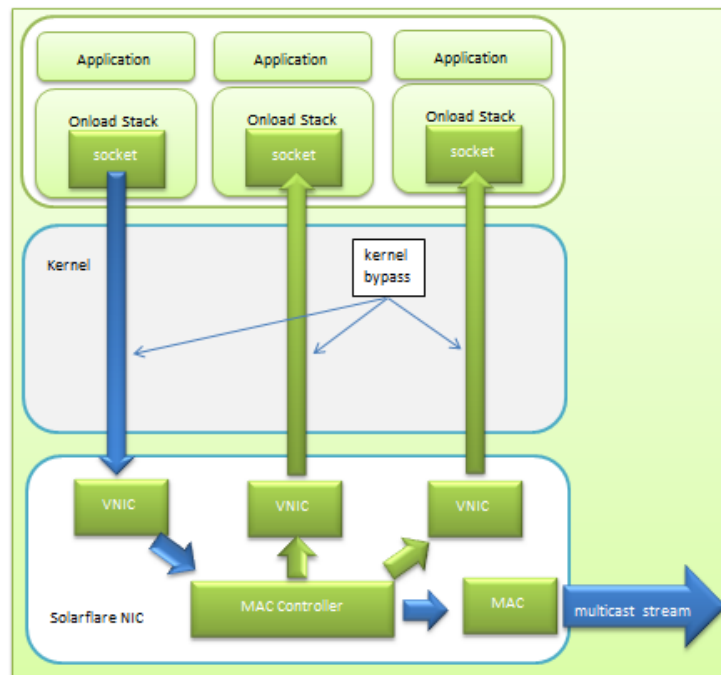 Application
Application
Application
Onload Stack
Onload Stack
Onload Stack
socket
socket
socket
Kernel
kernel
bypass
VNIC
VNIC
VNIC
MAC Controller
MAC
multicast stream
Solarflare NIC